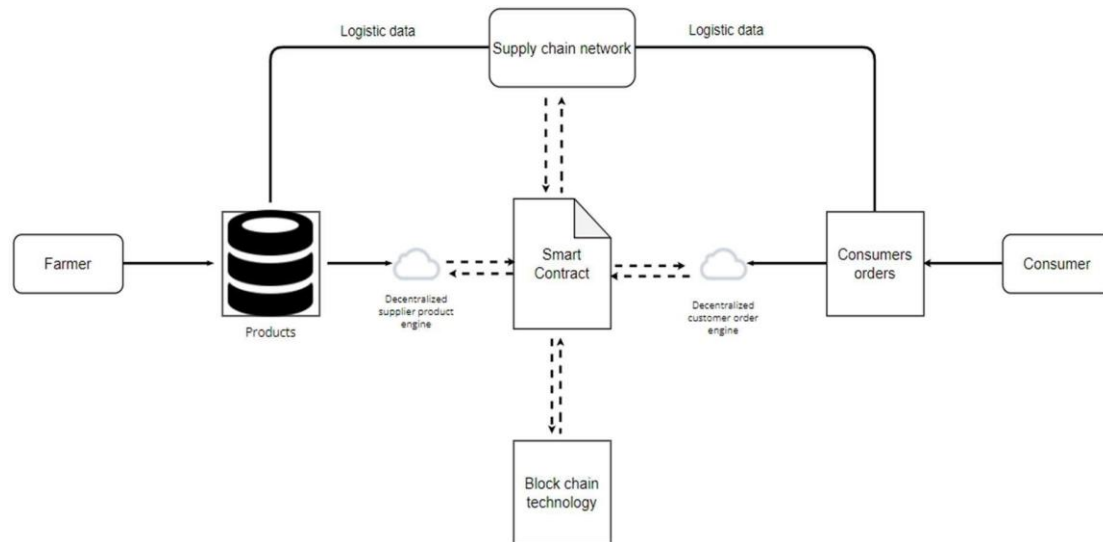 Logistic data
Supply chain network
Logistic data
Farmer
Products
Decentralized
supplier product
engine
Smart
Contract
Decentralized
customer order
engine
Consumers
orders
Consumer
Block chain
technology